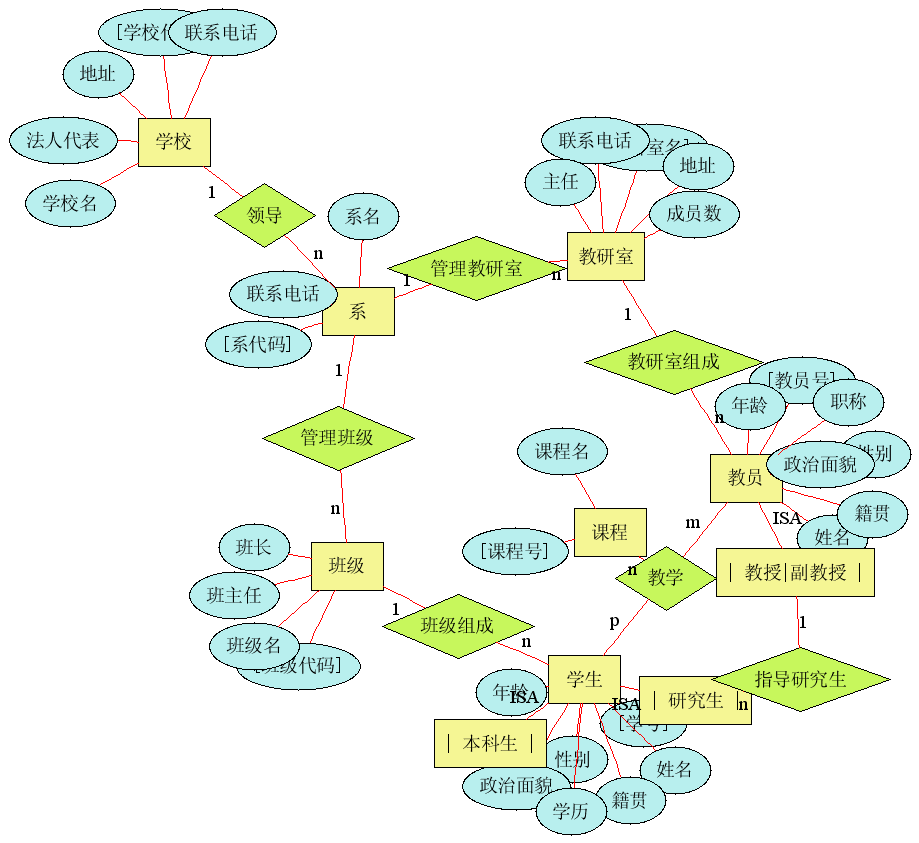 [学校代
联系电话
地址
学校
法人代表
学校名
1
领导
n
系名
联系电话
系
[系代码]
1
管理教研室
n
联系电话
室名]
地址
主任
成员数
教研室
1
教研室组成
n
[教员号]
年龄
职称
性别
政治面貌
教员
籍贯
姓名
ISA
| 教授|副教授 |
1
管理班级
n
课程名
课程
[课程号]
m
n
教学
p
班长
班级
班主任
班级名
[班级代码]
1
班级组成
n
学生
年龄
ISA
ISA
| 研究生 |
n
1
指导研究生
[学号]
| 本科生 |
性别
政治面貌
学历
籍贯
姓名